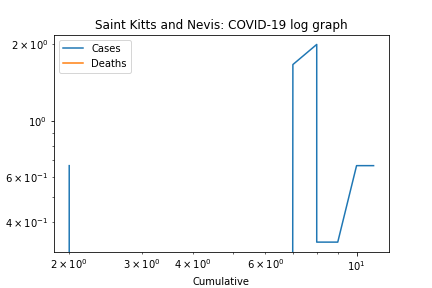 Saint Kitts and Nevis: COVID-19 log graph
Cases
Deaths
2 × 10⁰
10⁰
6 × 10⁻¹
4 × 10⁻¹
2 × 10⁰
3 × 10⁰
4 × 10⁰
6 × 10⁰
10¹
Cumulative